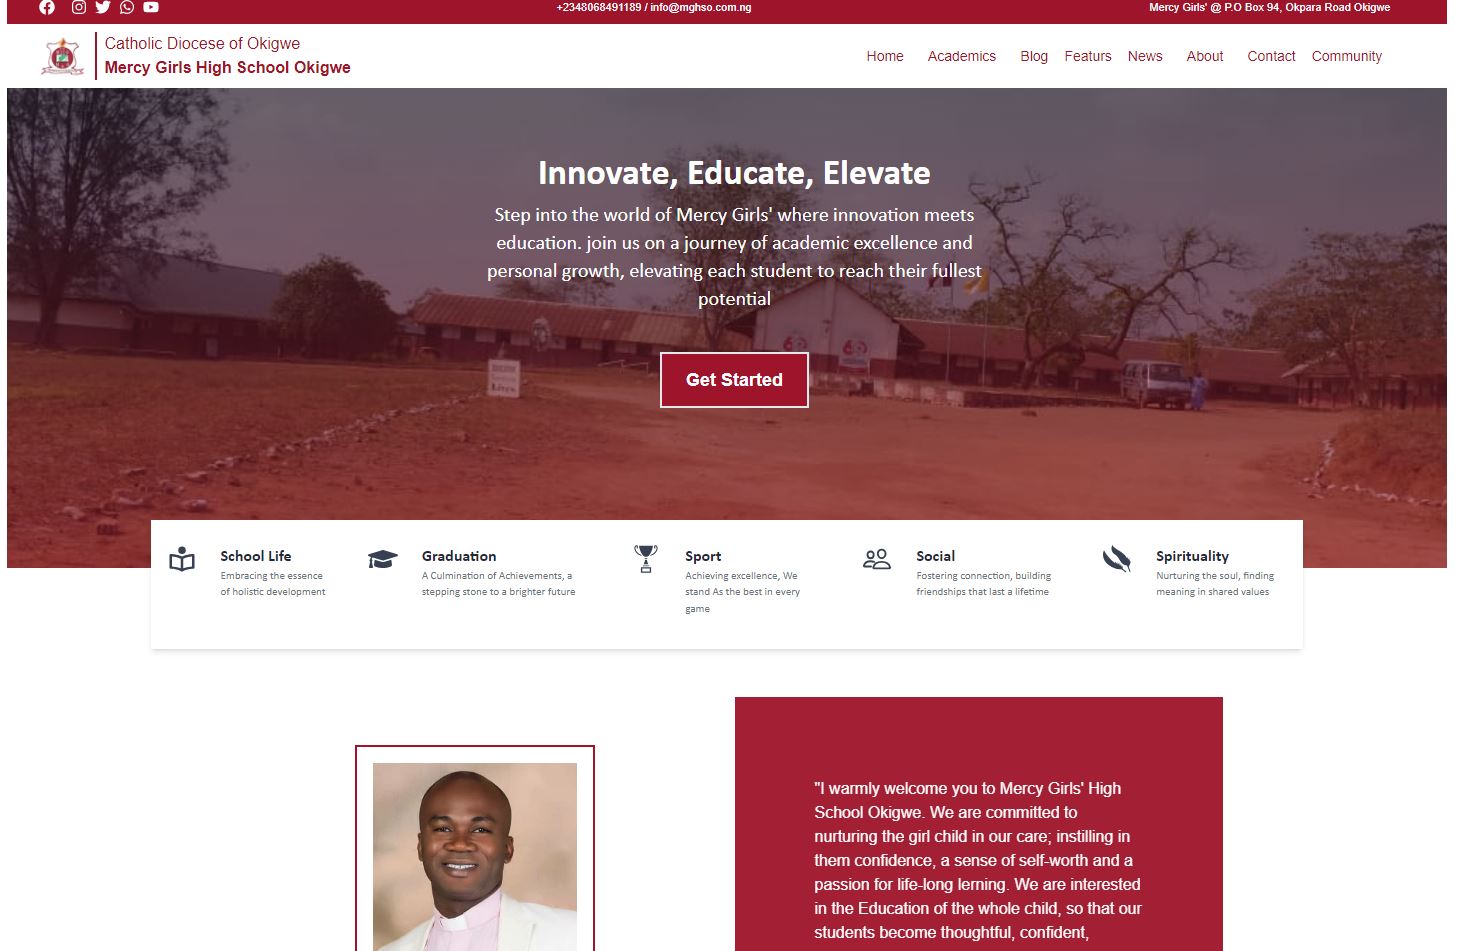 +2348068491189 / info@mghso.com.ng
Mercy Girls' @ P.O Box 94, Okpara Road Okigwe
Catholic Diocese of Okigwe
Mercy Girls High School Okigwe
Home Academics Blog Featurs News About Contact Community
Innovate, Educate, Elevate
Step into the world of Mercy Girls' where innovation meets
education. join us on a journey of academic excellence and
personal growth, elevating each student to reach their fullest
potential
Get Started
School Life
Embracing the essence
of holistic development
Graduation
A Culmination of Achievements, a
stepping stone to a brighter future
Sport
Achieving excellence, We
stand As the best in every
game
Social
Fostering connection, building
friendships that last a lifetime
Spirituality
Nurturing the soul, finding
meaning in shared values
"I warmly welcome you to Mercy Girls' High
School Okigwe. We are committed to
nurturing the girl child in our care; instilling in
them confidence, a sense of self-worth and a
passion for life-long lerning. We are interested
in the Education of the whole child, so that our
students become thoughtful, confident,